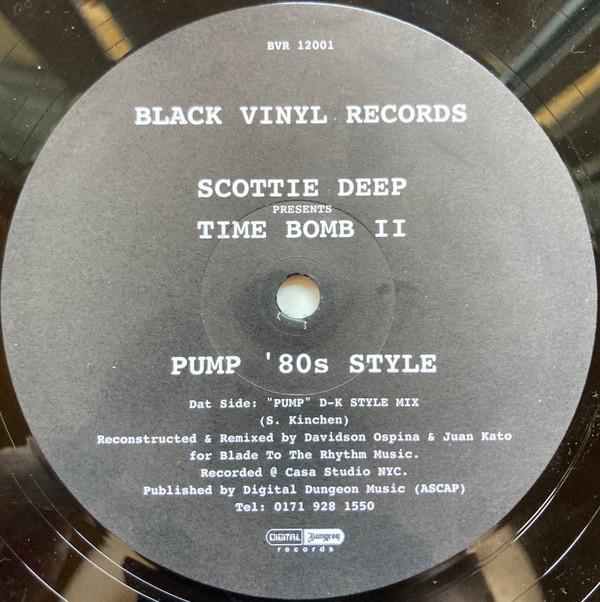 BVR 12001
BLACK VINYL RECORDS
SCOTTIE DEEP
PRESENTS
TIME BOMB II
PUMP '80s STYLE
Dat Side: "PUMP" D-K STYLE MIX
(S. Kinchen)
Reconstructed & Remixed by Davidson Ospina & Juan Kato
for Blade To The Rhythm Music.
Recorded @ Casa Studio NYC.
Published by Digital Dungeon Music (ASCAP)
Tel: 0171 928 1550
DIGITAL Dungeon
records